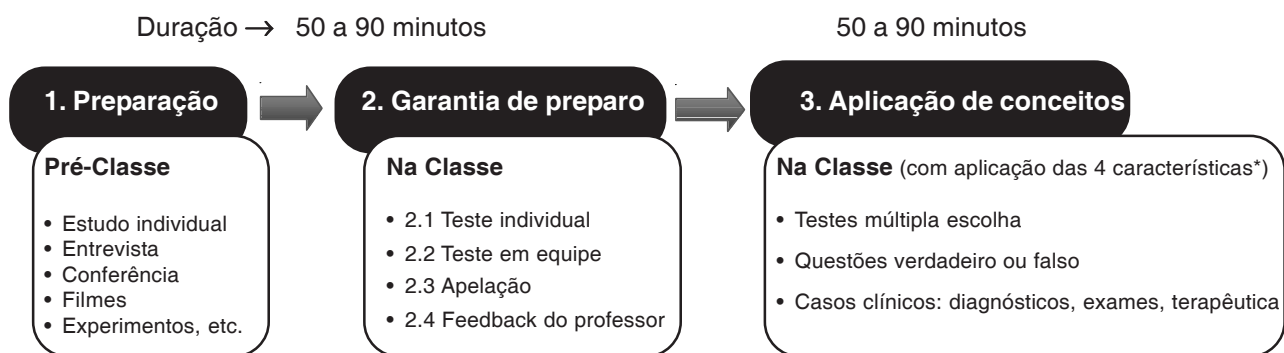 Duração → 50 a 90 minutos
50 a 90 minutos
1. Preparação
2. Garantia de preparo
3. Aplicação de conceitos
Pré-Classe
• Estudo individual
• Entrevista
• Conferência
• Filmes
• Experimentos, etc.
Na Classe
• 2.1 Teste individual
• 2.2 Teste em equipe
• 2.3 Apelação
• 2.4 Feedback do professor
Na Classe (com aplicação das 4 características*)
• Testes múltipla escolha
• Questões verdadeiro ou falso
• Casos clínicos: diagnósticos, exames, terapêutica